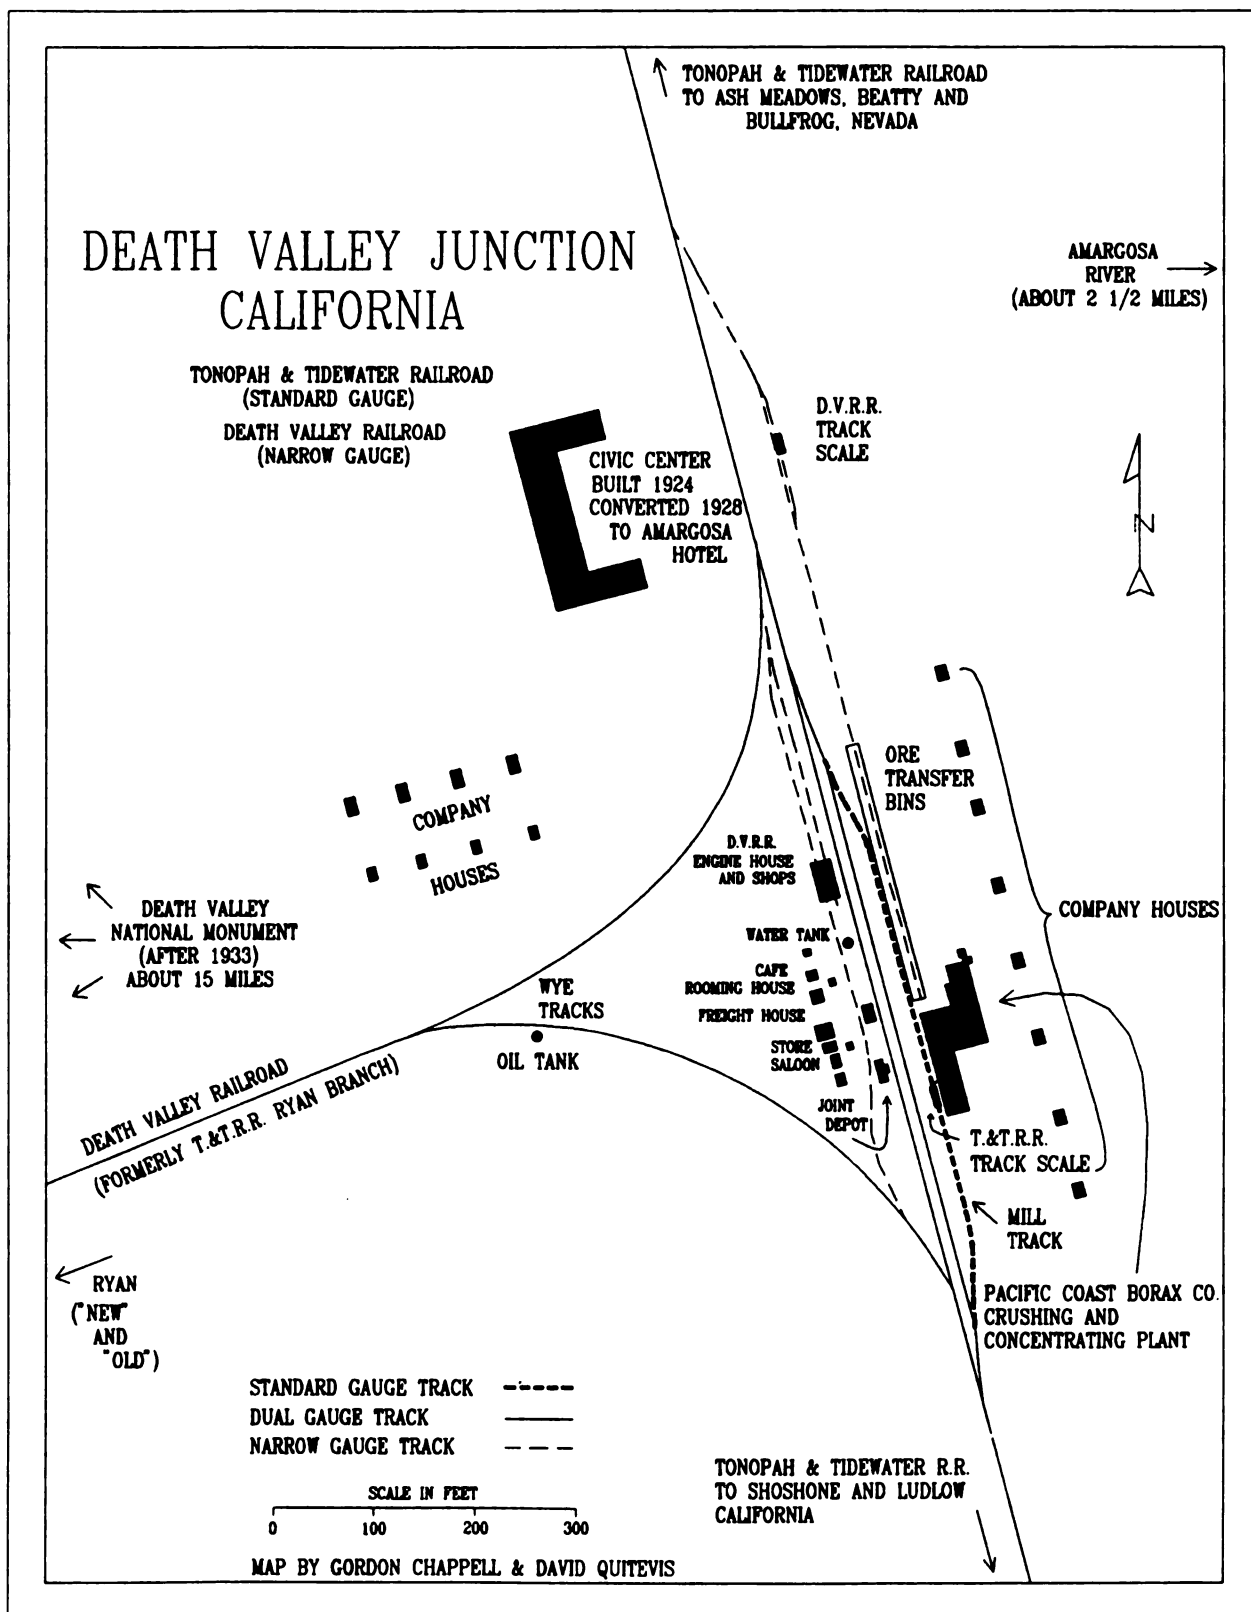 TONOPAH & TIDEWATER RAILROAD
TO ASH MEADOWS, BEATTY AND
BULLFROG, NEVADA
DEATH VALLEY JUNCTION
CALIFORNIA
AMARGOSA
RIVER
(ABOUT 2 1/2 MILES)
TONOPAH & TIDEWATER RAILROAD
(STANDARD GAUGE)
DEATH VALLEY RAILROAD
(NARROW GAUGE)
D.V.R.R.
TRACK
SCALE
CIVIC CENTER
BUILT 1924
CONVERTED 1928
TO AMARGOSA
HOTEL
N
ORE
TRANSFER
BINS
COMPANY
HOUSES
D.V.R.R.
ENGINE HOUSE
AND SHOPS
COMPANY HOUSES
DEATH VALLEY
NATIONAL MONUMENT
(AFTER 1933)
ABOUT 15 MILES
WATER TANK
CAFE
ROOMING HOUSE
FREIGHT HOUSE
STORE
SALOON
JOINT
DEPOT
WYE
TRACKS
OIL TANK
DEATH VALLEY RAILROAD
(FORMERLY T.&T.R.R. RYAN BRANCH)
T.&T.R.R.
TRACK SCALE
MILL
TRACK
PACIFIC COAST BORAX CO.
CRUSHING AND
CONCENTRATING PLANT
RYAN
("NEW"
AND
"OLD")
STANDARD GAUGE TRACK
DUAL GAUGE TRACK
NARROW GAUGE TRACK
SCALE IN FEET
0 100 200 300
TONOPAH & TIDEWATER R.R.
TO SHOSHONE AND LUDLOW
CALIFORNIA
MAP BY GORDON CHAPPELL & DAVID QUITEVIS